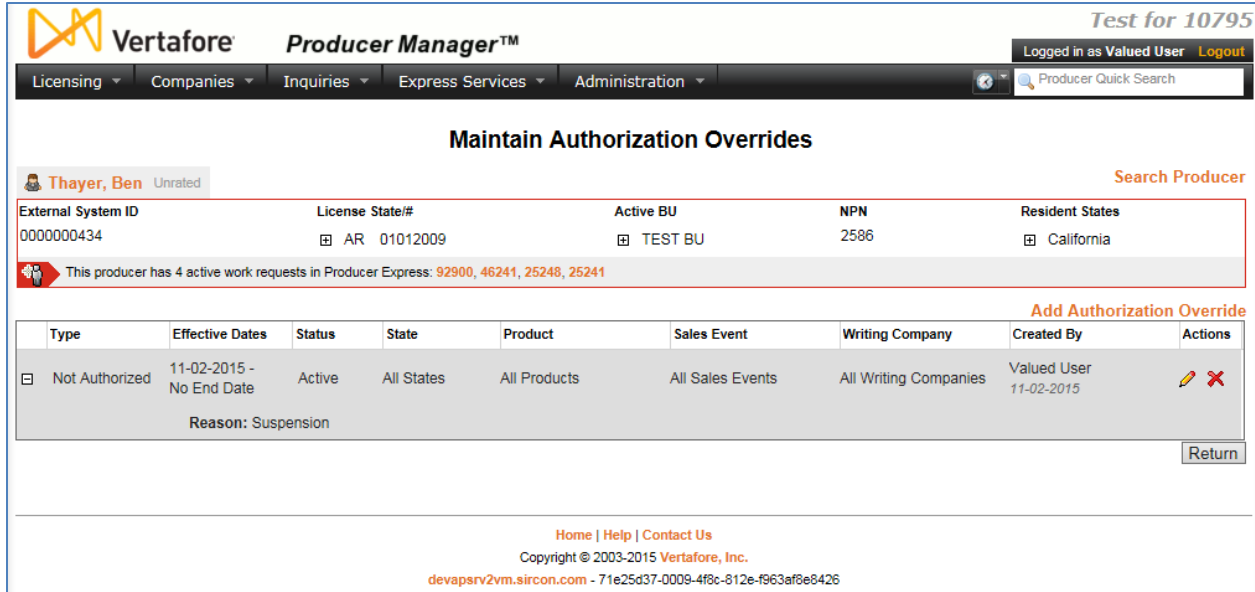 Test for 10795
Vertafore
Producer Manager™
Logged in as Valued User Logout
Licensing Companies Inquiries Express Services Administration Producer Quick Search
Maintain Authorization Overrides
Thayer, Ben Unrated
Search Producer
External System ID License State/# Active BU NPN Resident States
0000000434 AR 01012009 TEST BU 2586 California
This producer has 4 active work requests in Producer Express: 92900, 46241, 25248, 25241
Add Authorization Override
Type Effective Dates Status State Product Sales Event Writing Company Created By Actions
Not Authorized 11-02-2015 - No End Date Active All States All Products All Sales Events All Writing Companies Valued User 11-02-2015
Reason: Suspension
Return
Home | Help | Contact Us
Copyright © 2003-2015 Vertafore, Inc.
devapsrv2vm.sircon.com - 71e25d37-0009-4f8c-812e-f963af8e8426